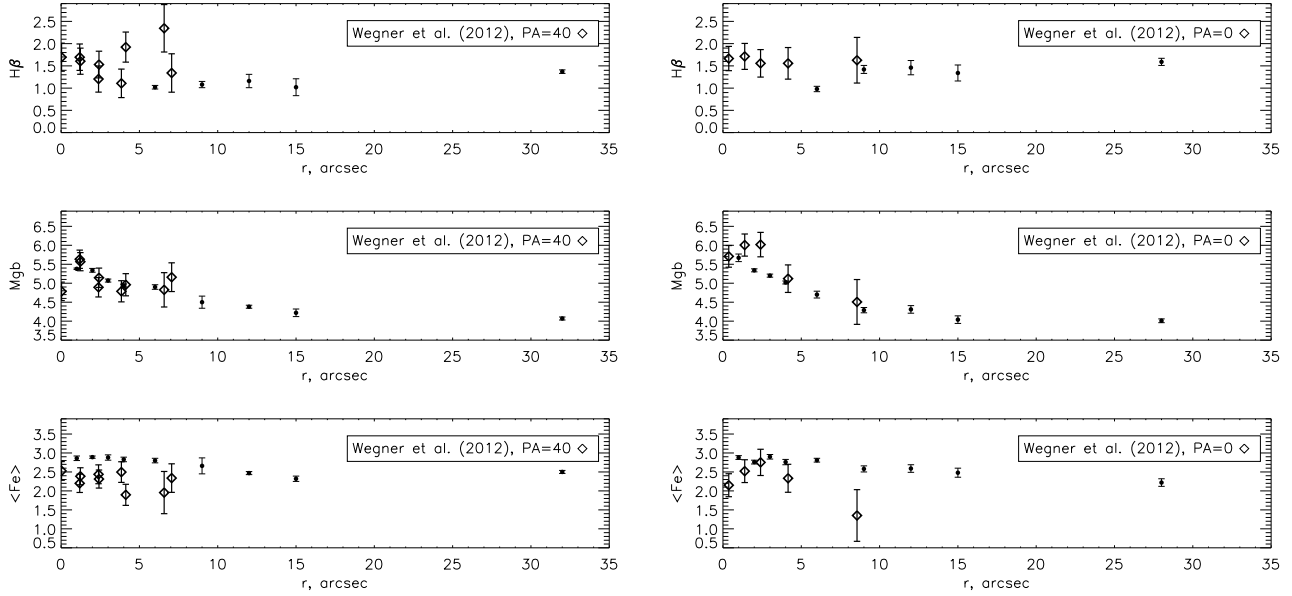 Hβ
2.5
2.0
1.5
1.0
0.5
0.0
Wegner et al. (2012), PA=40
0 5 10 15 20 25 30 35
r, arcsec
Hβ
2.5
2.0
1.5
1.0
0.5
0.0
Wegner et al. (2012), PA=0
0 5 10 15 20 25 30 35
r, arcsec
Mgb
6.5
6.0
5.5
5.0
4.5
4.0
3.5
Wegner et al. (2012), PA=40
0 5 10 15 20 25 30 35
r, arcsec
Mgb
6.5
6.0
5.5
5.0
4.5
4.0
3.5
Wegner et al. (2012), PA=0
0 5 10 15 20 25 30 35
r, arcsec
<Fe>
3.5
3.0
2.5
2.0
1.5
1.0
0.5
Wegner et al. (2012), PA=40
0 5 10 15 20 25 30 35
r, arcsec
<Fe>
3.5
3.0
2.5
2.0
1.5
1.0
0.5
Wegner et al. (2012), PA=0
0 5 10 15 20 25 30 35
r, arcsec